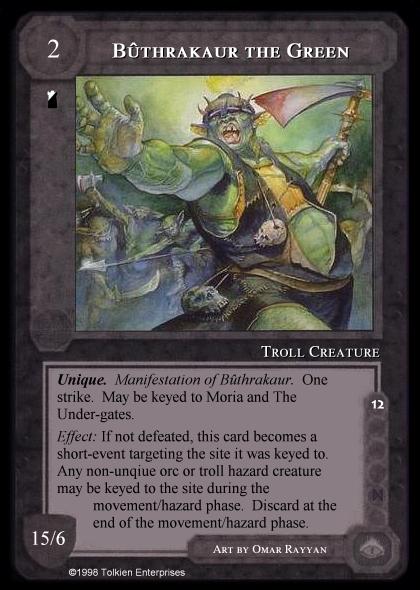 2
BÛTHRAKAUR THE GREEN
TROLL CREATURE
Unique. Manifestation of Bûthrakaur. One
strike. May be keyed to Moria and The
Under-gates.
12
Effect: If not defeated, this card becomes a
short-event targeting the site it was keyed to.
Any non-unqiue orc or troll hazard creature
may be keyed to the site during the
movement/hazard phase. Discard at the
end of the movement/hazard phase.
15/6
ART BY OMAR RAYYAN
©1998 Tolkien Enterprises